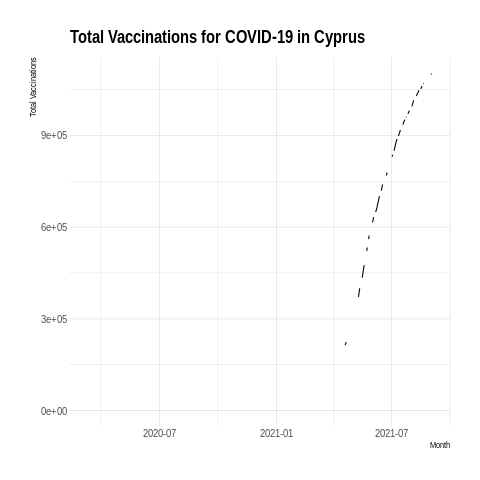 Total Vaccinations for COVID-19 in Cyprus
Total Vaccinations
9e+05
6e+05
3e+05
0e+00
2020-07
2021-01
2021-07
Month